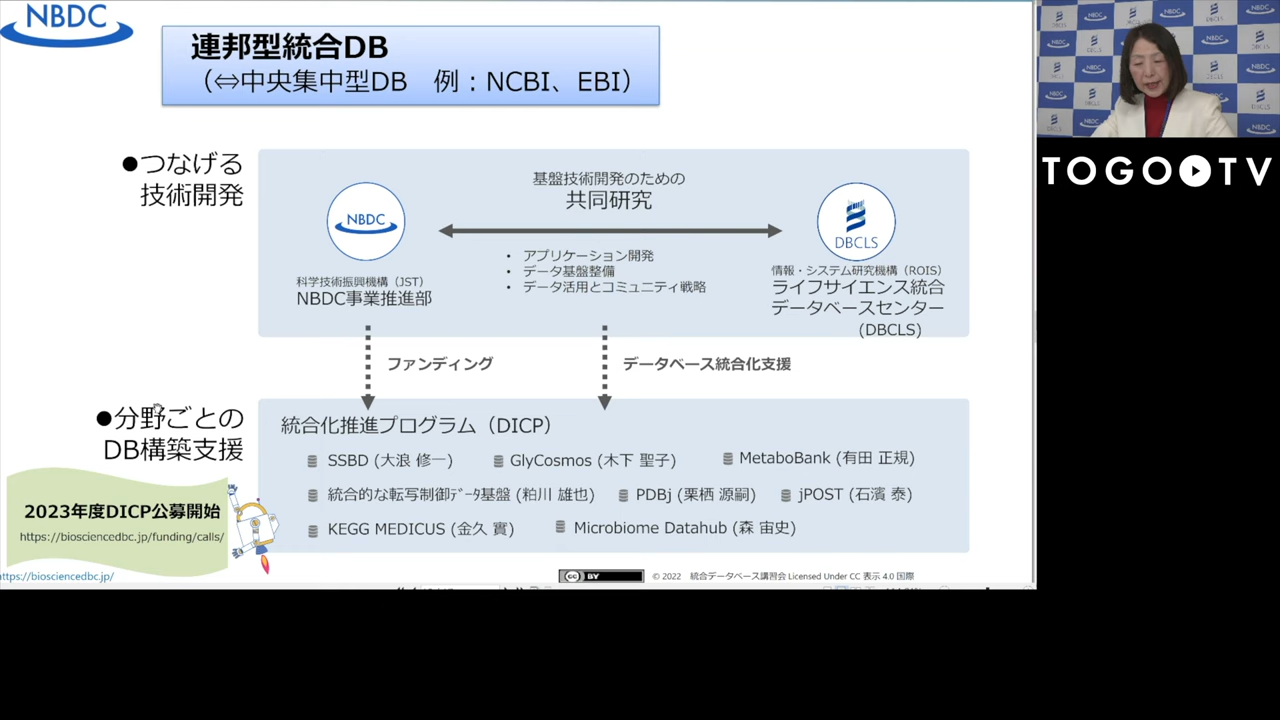 NBDC
連邦型統合DB
（⇔中央集中型DB　例：NCBI、EBI）
●つなげる
技術開発
NBDC
科学技術振興機構（JST）
NBDC事業推進部
基盤技術開発のための
共同研究
• アプリケーション開発
• データ基盤整備
• データ活用とコミュニティ戦略
DBCLS
情報・システム研究機構（ROIS）
ライフサイエンス統合
データベースセンター
(DBCLS)
ファンディング
データベース統合化支援
●分野ごとの
DB構築支援
統合化推進プログラム（DICP）
SSBD (大浪 修一)
GlyCosmos (木下 聖子)
MetaboBank (有田 正規)
統合的な転写制御ﾃﾞｰﾀ基盤 (粕川 雄也)
PDBj (栗栖 源嗣)
jPOST (石濱 泰)
KEGG MEDICUS (金久 實)
Microbiome Datahub (森 宙史)
2023年度DICP公募開始
https://biosciencedbc.jp/funding/calls/
https://biosciencedbc.jp/
cc BY
© 2022　統合データベース講習会 Licensed Under CC 表示 4.0 国際
TOGO TV